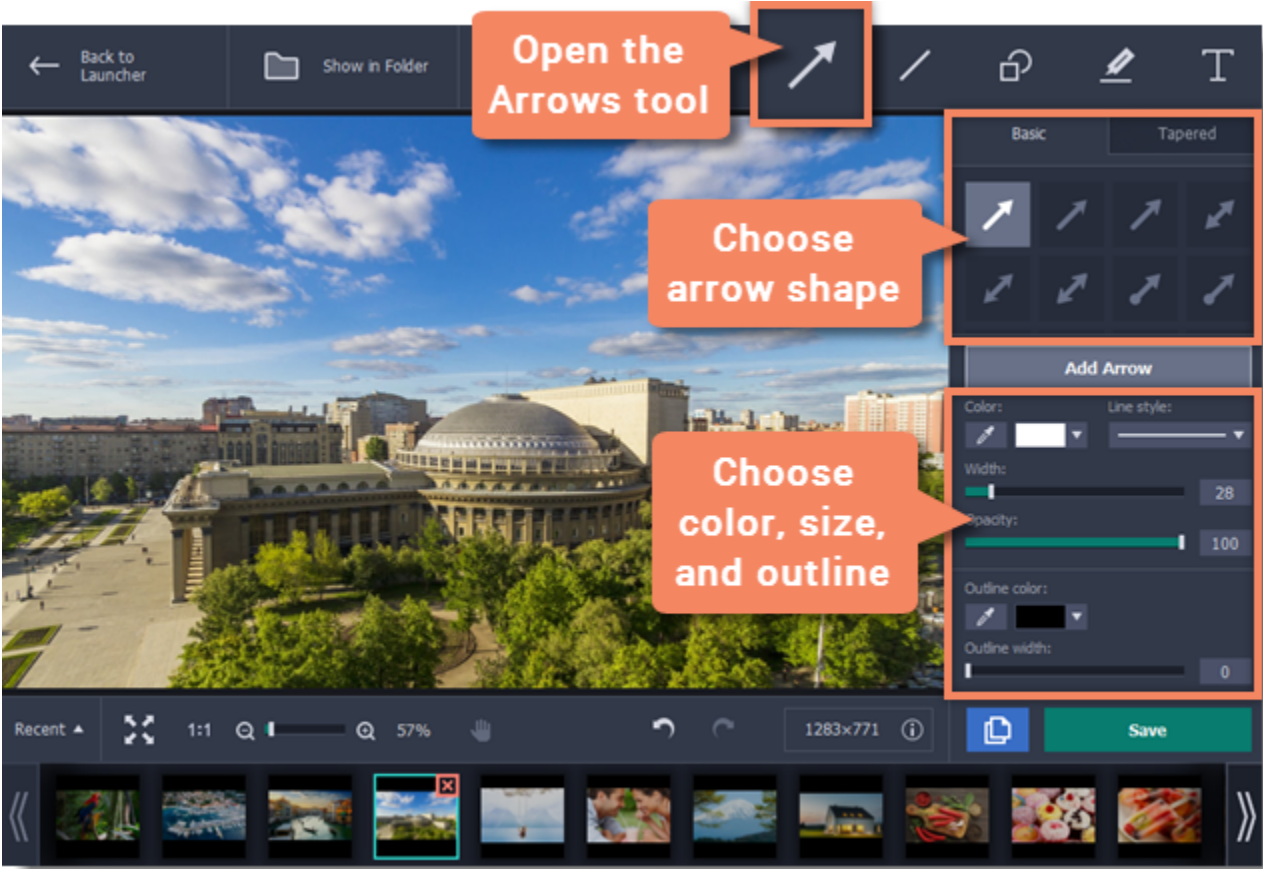 Back to
Launcher
Show in Folder
Open the
Arrows tool
T
Basic
Tapered
Choose
arrow shape
Add Arrow
Color:
Line style:
Width:
28
Choose
color, size,
and outline
Opacity:
100
Outline color:
Outline width:
0
Recent
1:1
57%
1283×771
Save